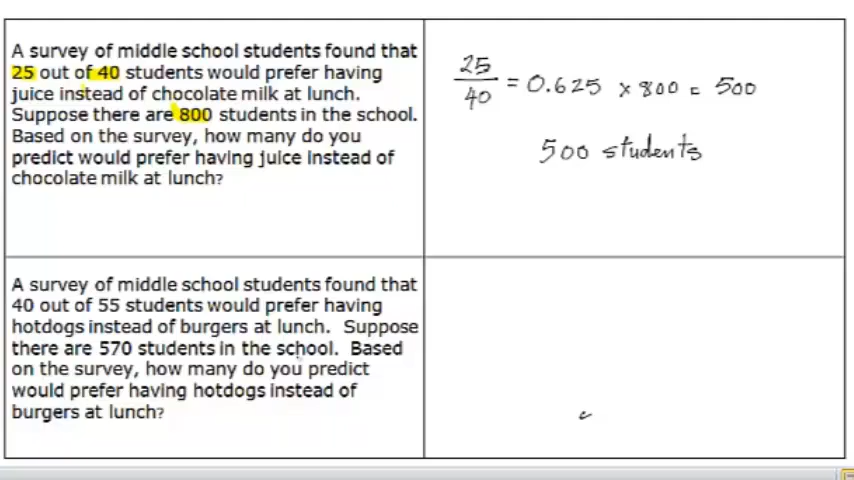 A survey of middle school students found that
25 out of 40 students would prefer having
juice instead of chocolate milk at lunch.
Suppose there are 800 students in the school.
Based on the survey, how many do you
predict would prefer having juice instead of
chocolate milk at lunch?
25/40 = 0.625 x 800 = 500
500 students
A survey of middle school students found that
40 out of 55 students would prefer having
hotdogs instead of burgers at lunch. Suppose
there are 570 students in the school. Based
on the survey, how many do you predict
would prefer having hotdogs instead of
burgers at lunch?